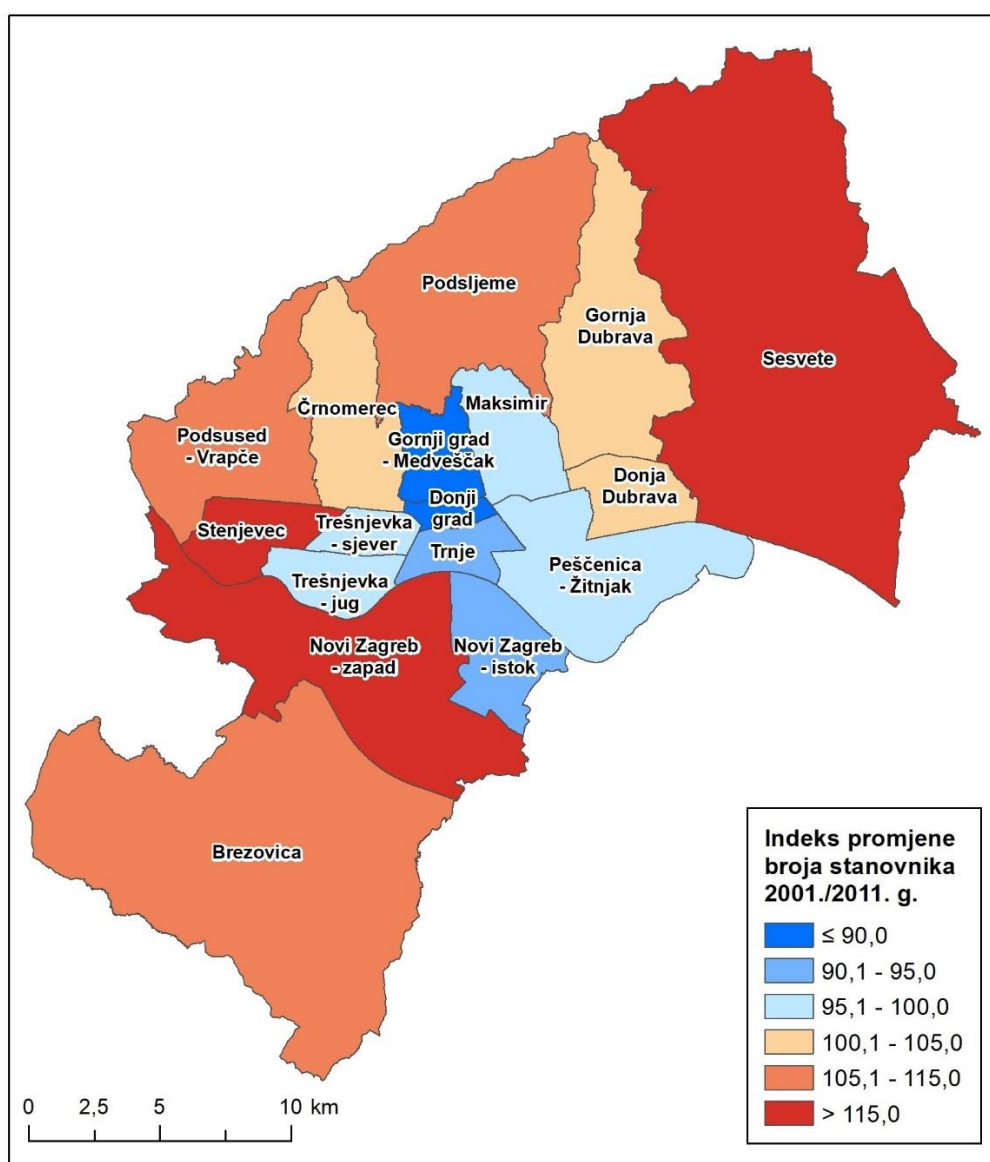 Podsljeme
Gornja
Dubrava
Sesvete
Črnomerec
Maksimir
Podsused
- Vrapče
Gornji grad
- Medveščak
Donja
Dubrava
Donji
grad
Stenjevec
Trešnjevka
- sjever
Trnje
Peščenica
- Žitnjak
Trešnjevka
- jug
Novi Zagreb
- zapad
Novi Zagreb
- istok
Brezovica
Indeks promjene
broja stanovnika
2001./2011. g.
≤ 90,0
90,1 - 95,0
95,1 - 100,0
100,1 - 105,0
105,1 - 115,0
> 115,0
0 2,5 5 10 km